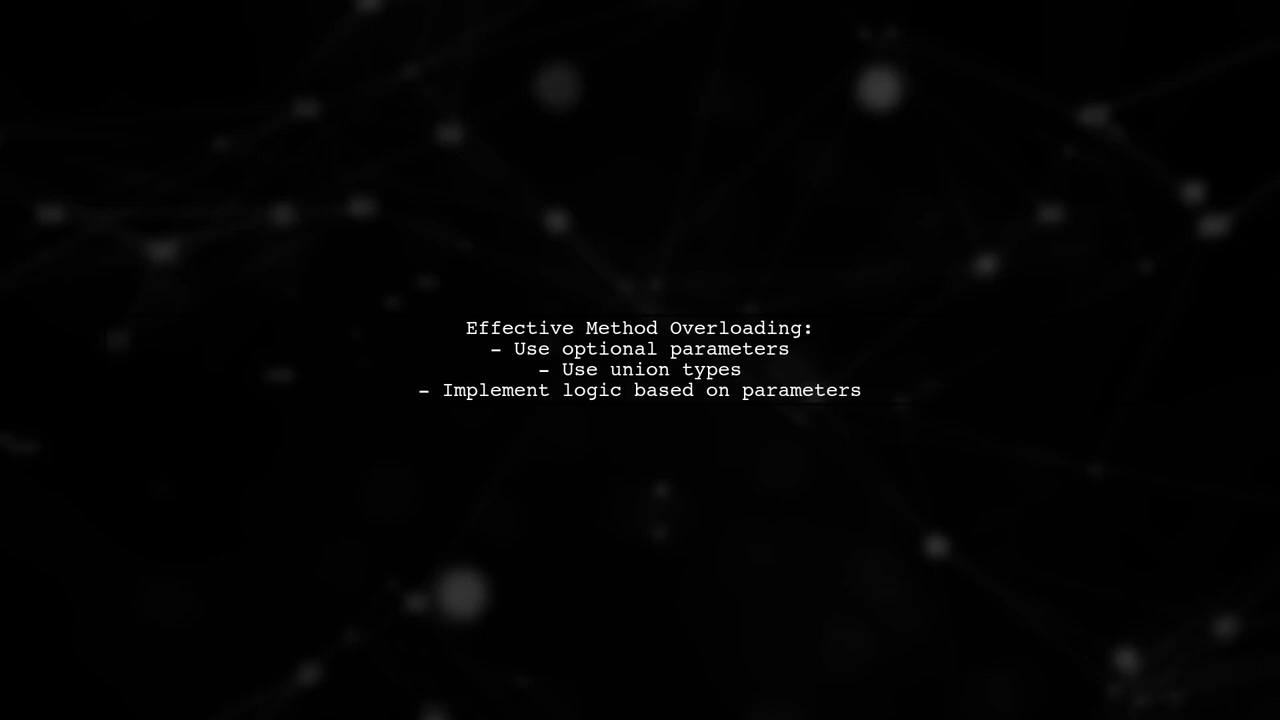 Effective Method Overloading:
- Use optional parameters
- Use union types
- Implement logic based on parameters